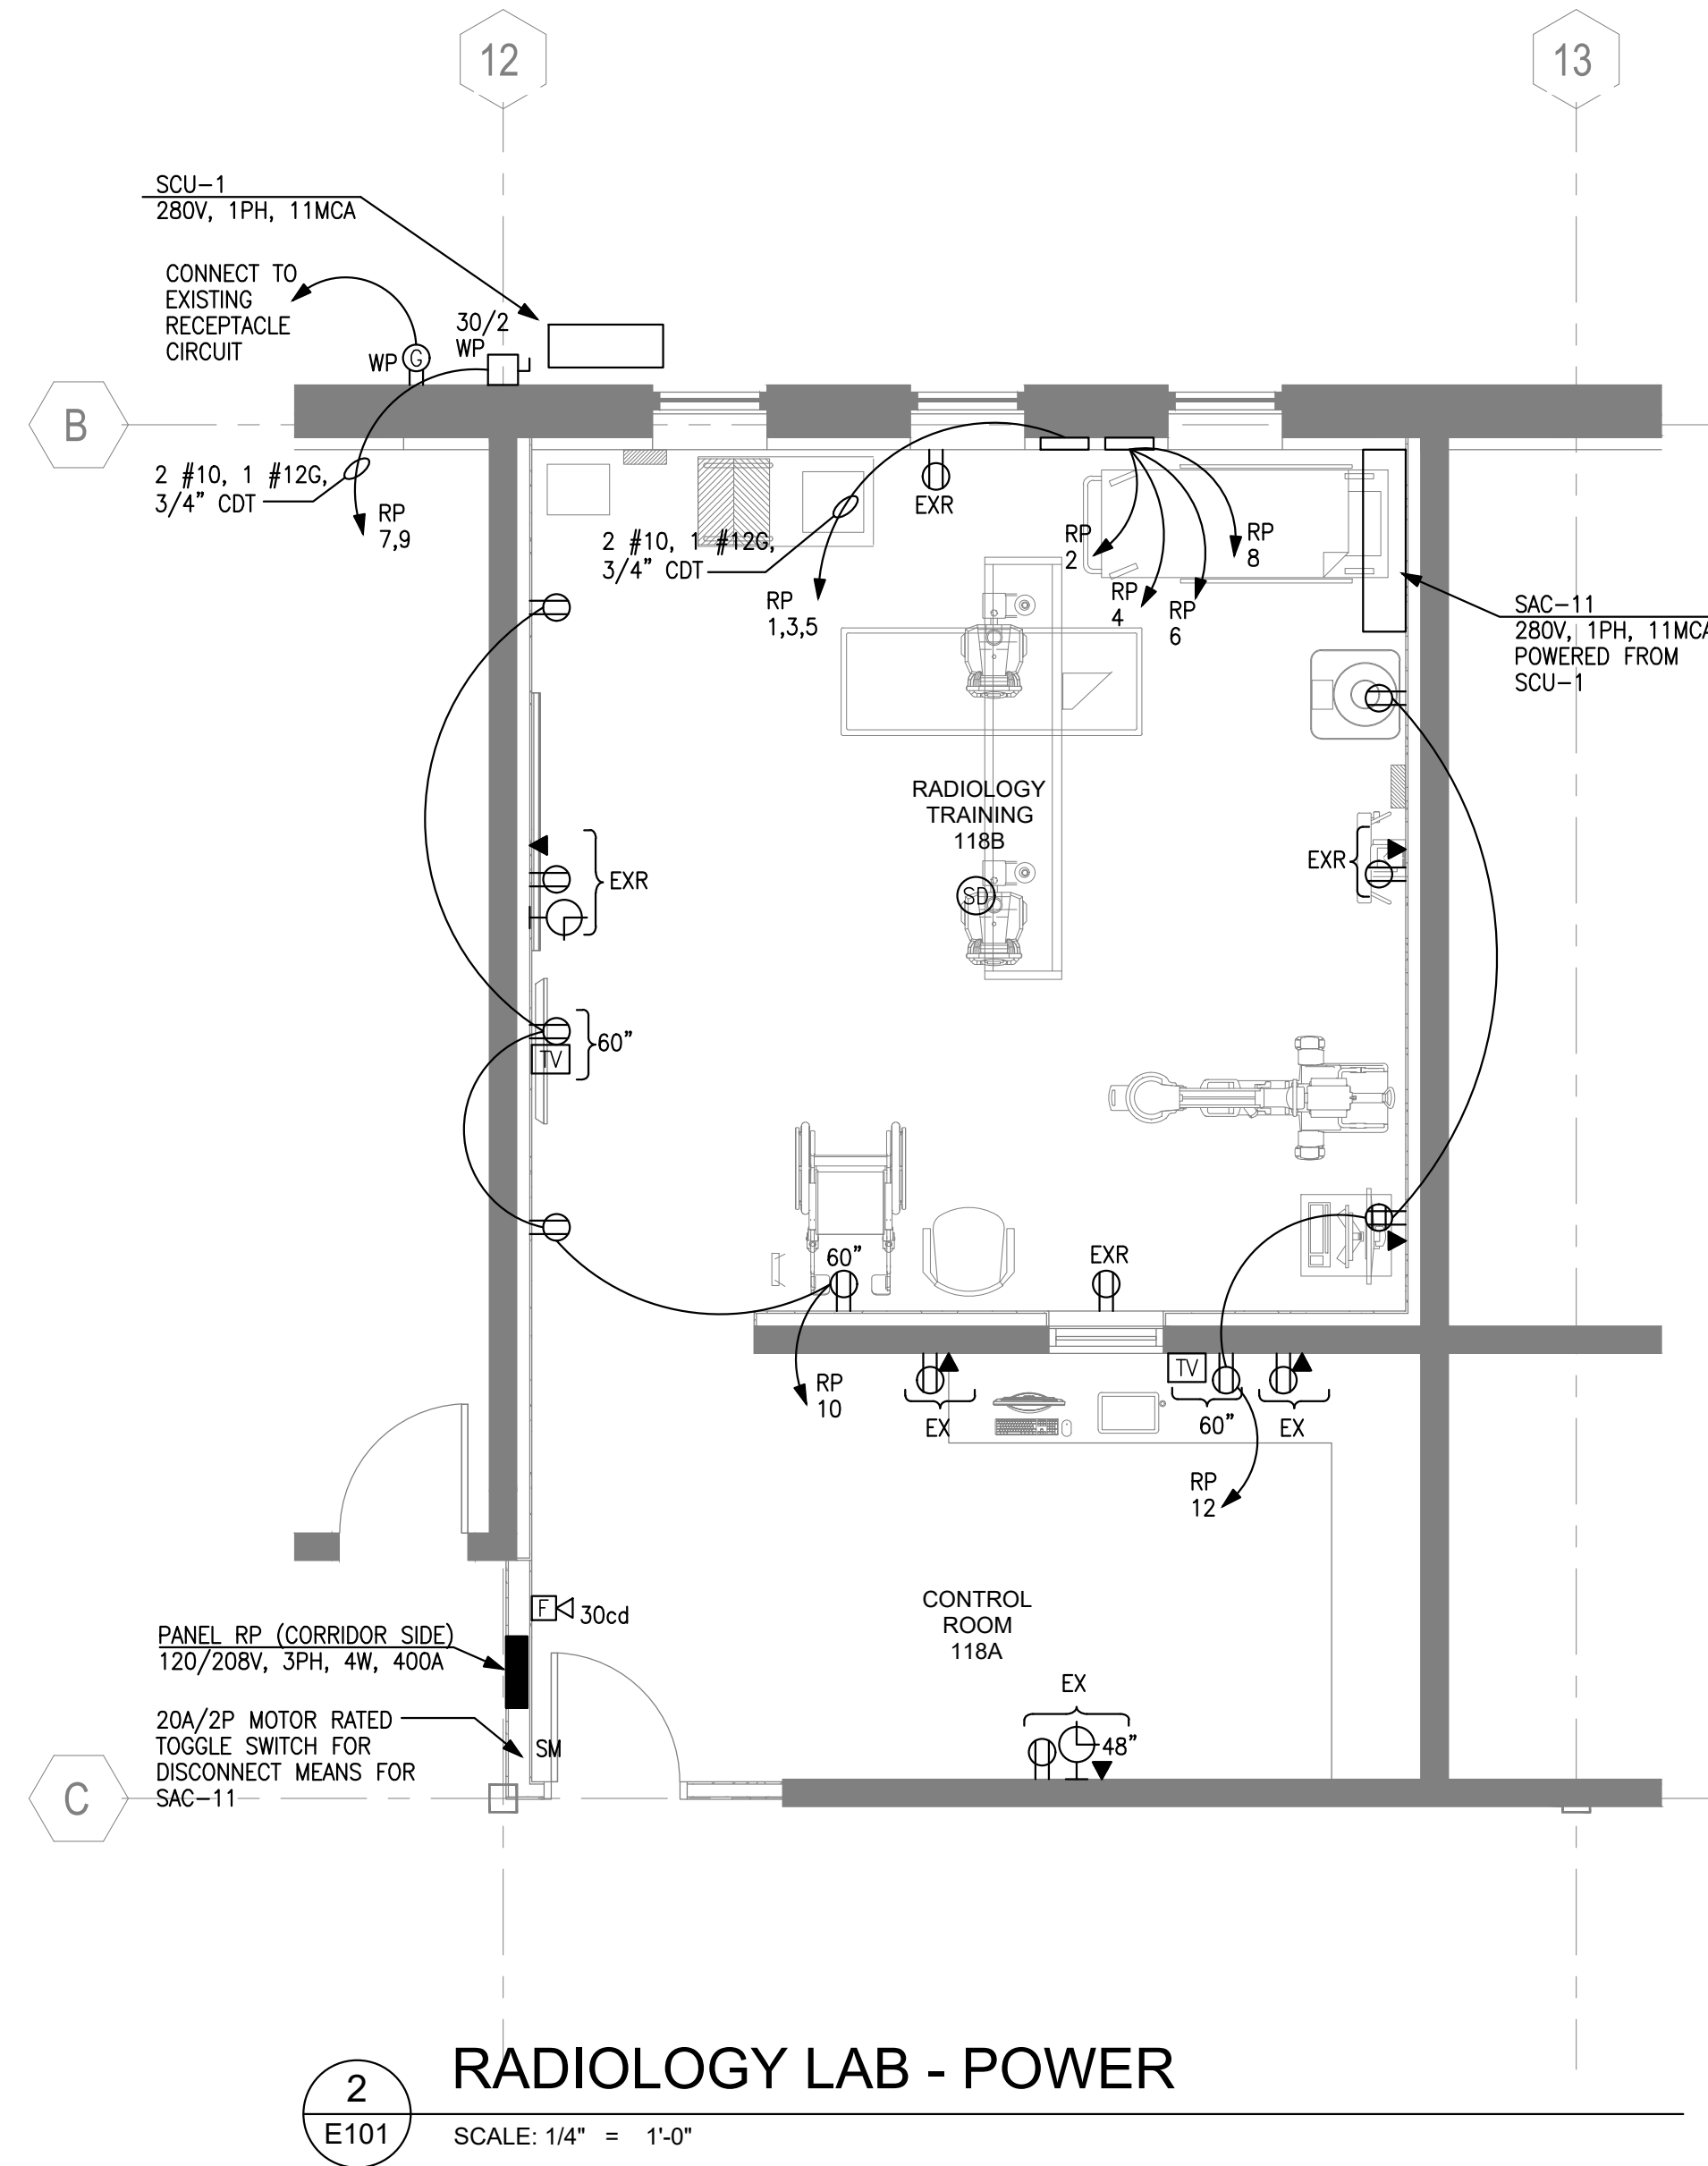 12
13
SCU-1
280V, 1PH, 11MCA
CONNECT TO
EXISTING
RECEPTACLE
CIRCUIT
WP
G
30/2
WP
B
2 #10, 1 #12G,
3/4" CDT
RP
7,9
2 #10, 1 #12G,
3/4" CDT
RP
1,3,5
EXR
RP
2
RP
4
RP
6
RP
8
SAC-11
280V, 1PH, 11MCA
POWERED FROM
SCU-1
RADIOLOGY
TRAINING
118B
SD
EXR
EXR
TV
60"
60"
EXR
RP
10
EX
TV
60"
EX
RP
12
F
30cd
CONTROL
ROOM
118A
PANEL RP (CORRIDOR SIDE)
120/208V, 3PH, 4W, 400A
20A/2P MOTOR RATED
TOGGLE SWITCH FOR
DISCONNECT MEANS FOR
SAC-11
SM
EX
48"
C
2
E101
RADIOLOGY LAB - POWER
SCALE: 1/4" = 1'-0"